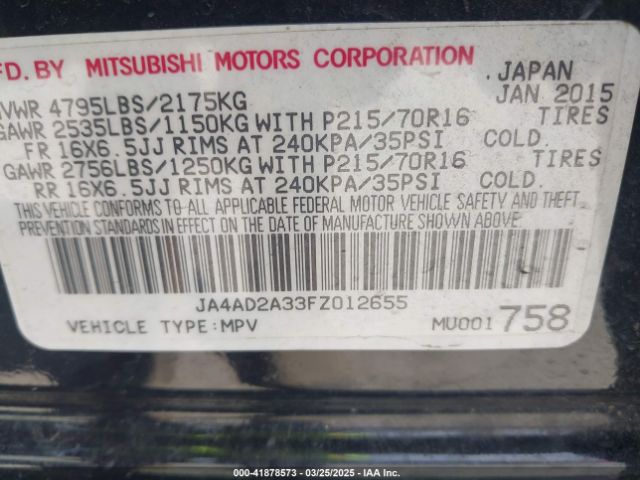 FD. BY MITSUBISHI MOTORS CORPORATION JAPAN
VWR 4795LBS/2175KG JAN 2015
GAWR 2535LBS/1150KG WITH P215/70R16 TIRES
FR 16X6.5JJ RIMS AT 240KPA/35PSI COLD.
GAWR 2756LBS/1250KG WITH P215/70R16 TIRES
RR 16X6.5JJ RIMS AT 240KPA/35PSI COLD.
THIS VEHICLE CONFORMS TO ALL APPLICABLE FEDERAL MOTOR VEHICLE SAFETY AND
THEFT PREVENTION STANDARDS IN EFFECT ON THE DATE OF MANUFACTURE SHOWN ABOVE.
JA4AD2A33FZ012655
VEHICLE TYPE:MPV MU001 758
000-41878573 — 03/25/2025 — IAA Inc.